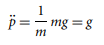 p̈ = 1/m mg = g